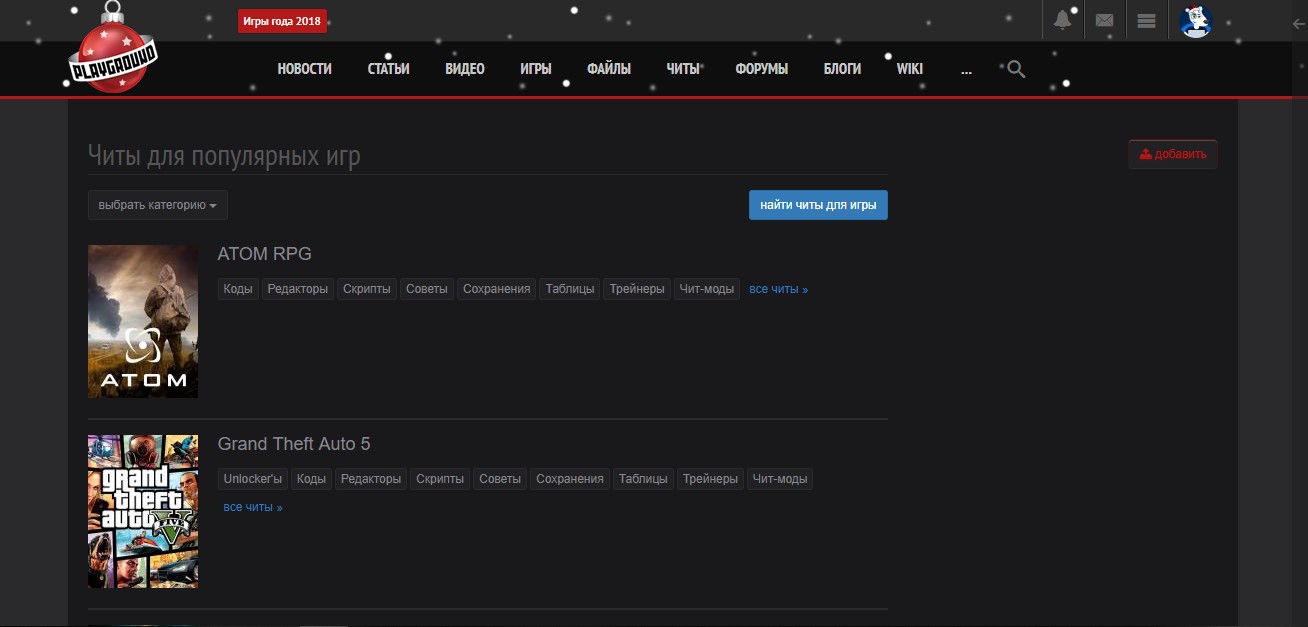 Игры года 2018
PLAYGROUND
НОВОСТИ СТАТЬИ ВИДЕО ИГРЫ ФАЙЛЫ ЧИТЫ ФОРУМЫ БЛОГИ WIKI ...
Читы для популярных игр
добавить
выбрать категорию
найти читы для игры
ATOM RPG
Коды Редакторы Скрипты Советы Сохранения Таблицы Трейнеры Чит-моды все читы »
ATOM
Grand Theft Auto 5
Unlocker'ы Коды Редакторы Скрипты Советы Сохранения Таблицы Трейнеры Чит-моды
все читы »
grand
theft
auto V
FIVE